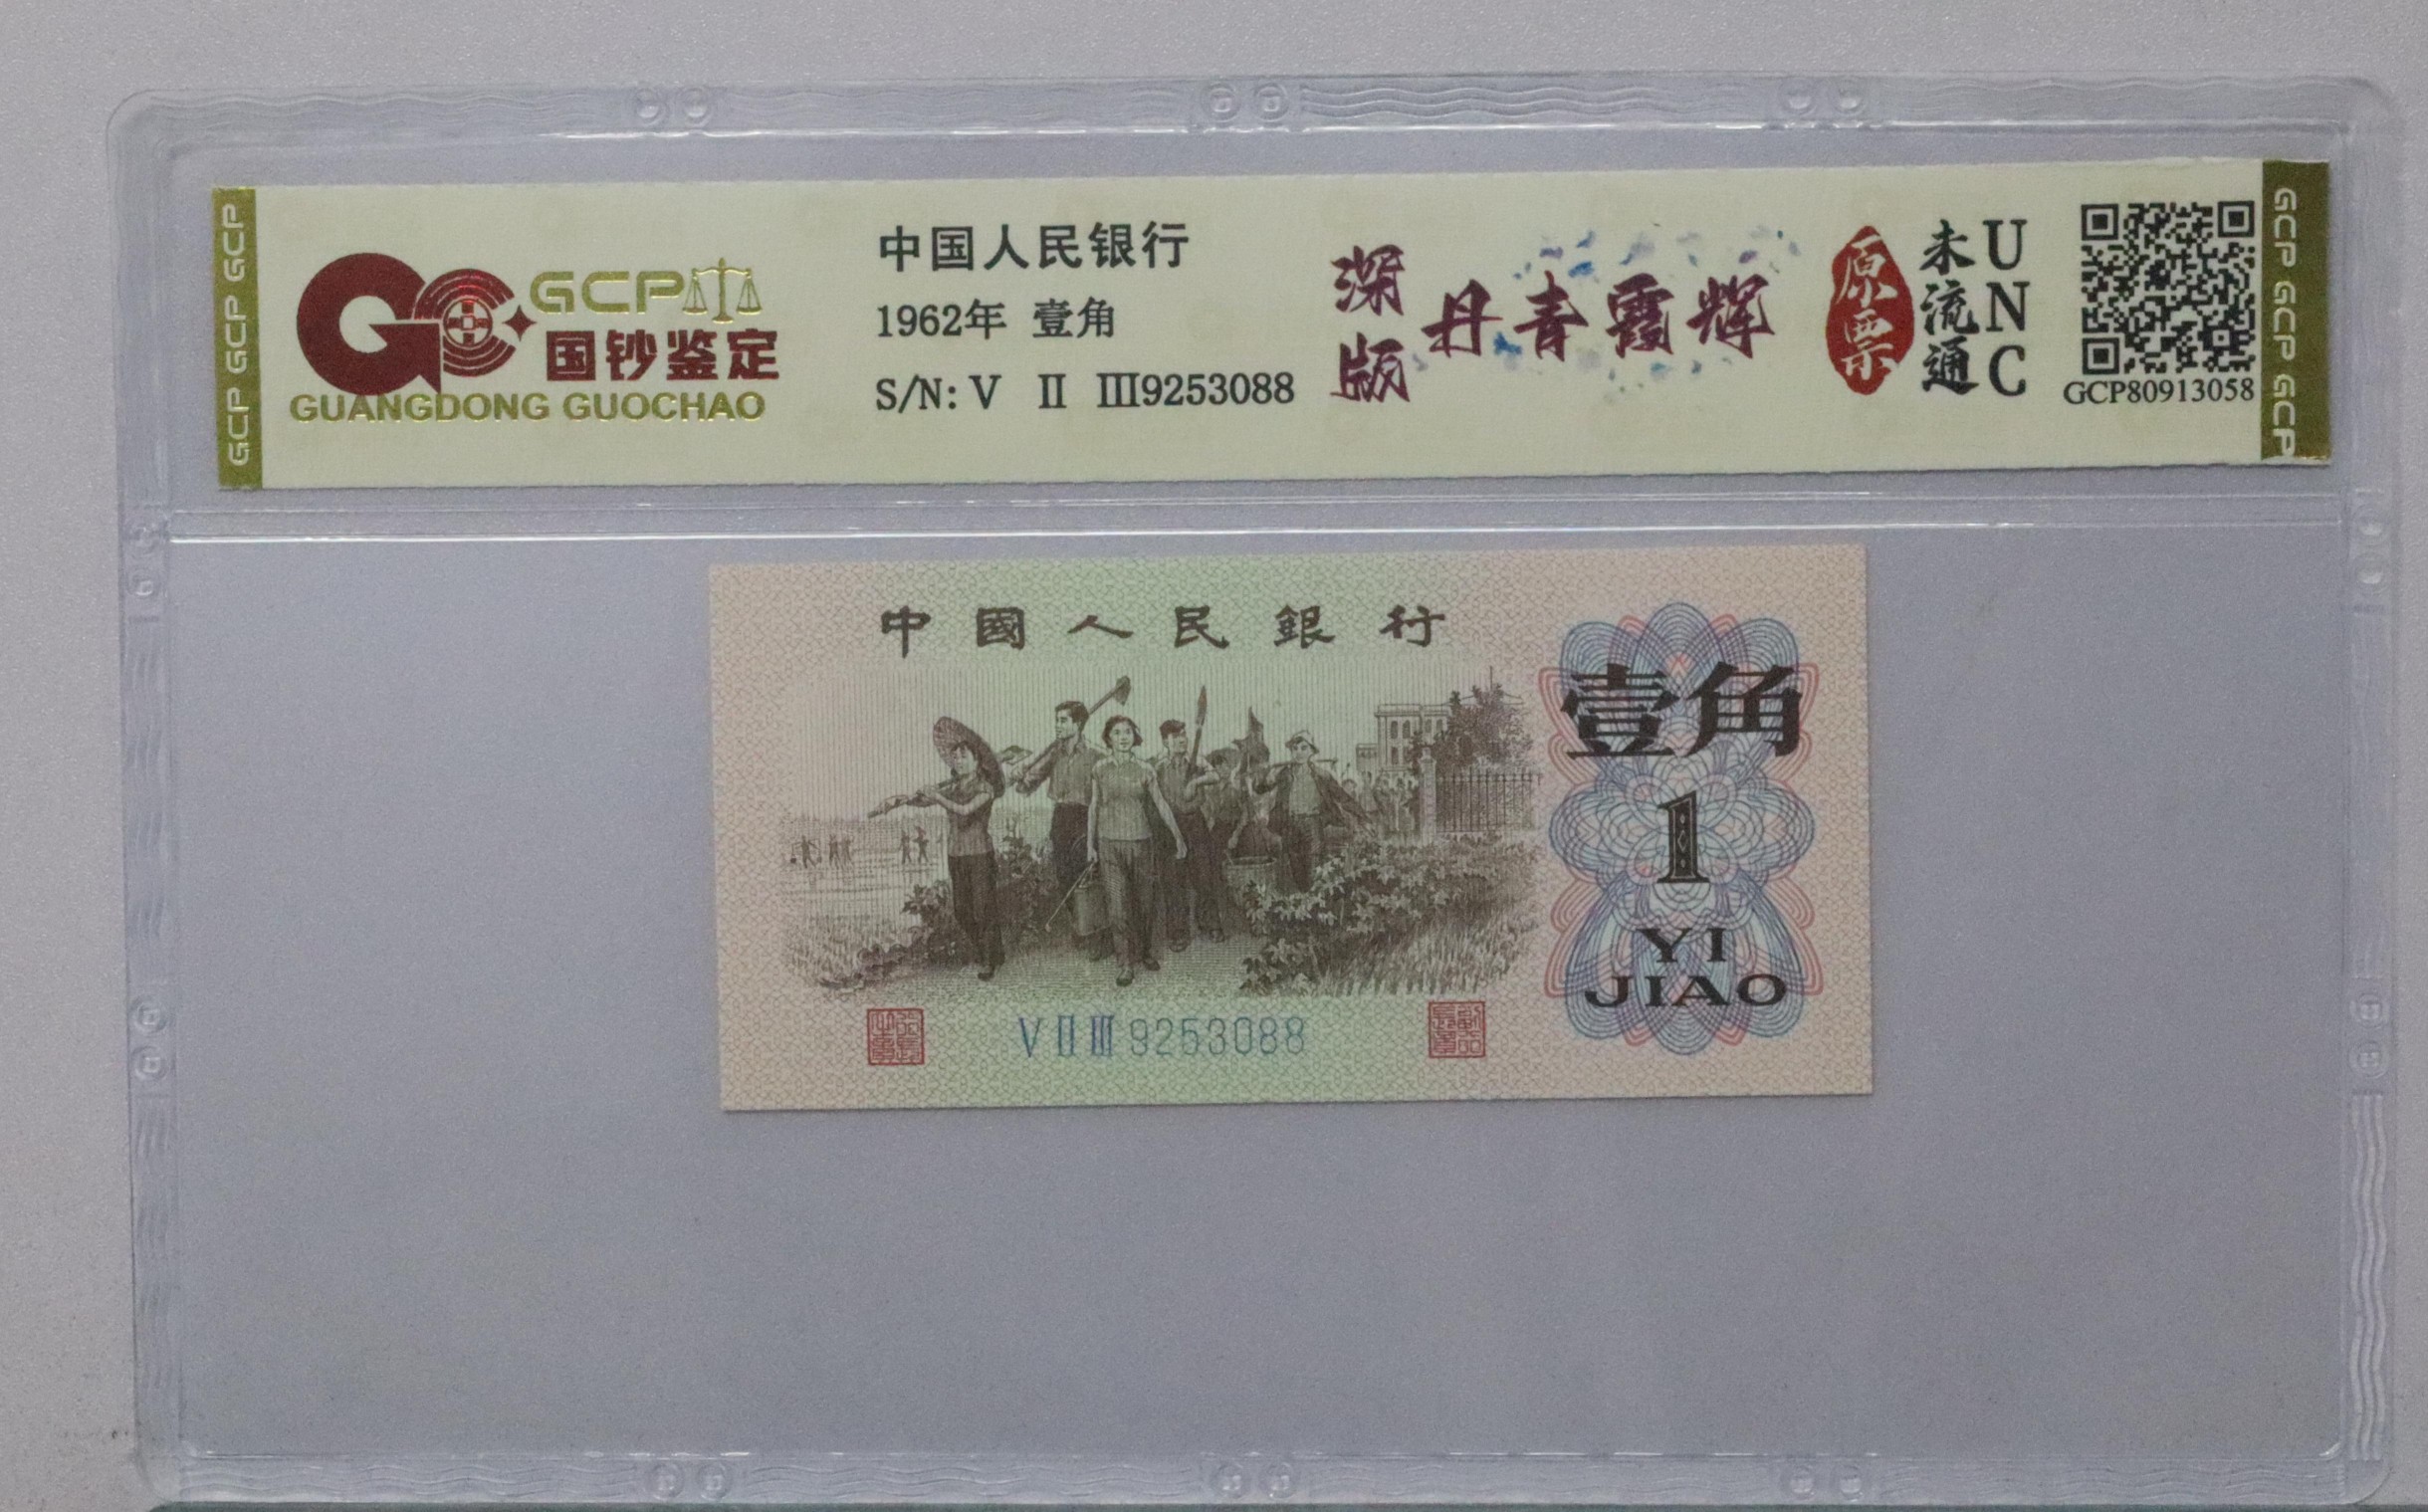 GCP GCP GCP
GCP
国钞鉴定
GUANGDONG GUOCHAO
中国人民银行
1962年 壹角
S/N: V Ⅱ Ⅲ9253088
深版
丹青霞辉
原票
未流通
UNC
GCP80913058
GCP GCP GCP
中國人民銀行
壹角
1
YI
JIAO
VⅡⅢ 9253088